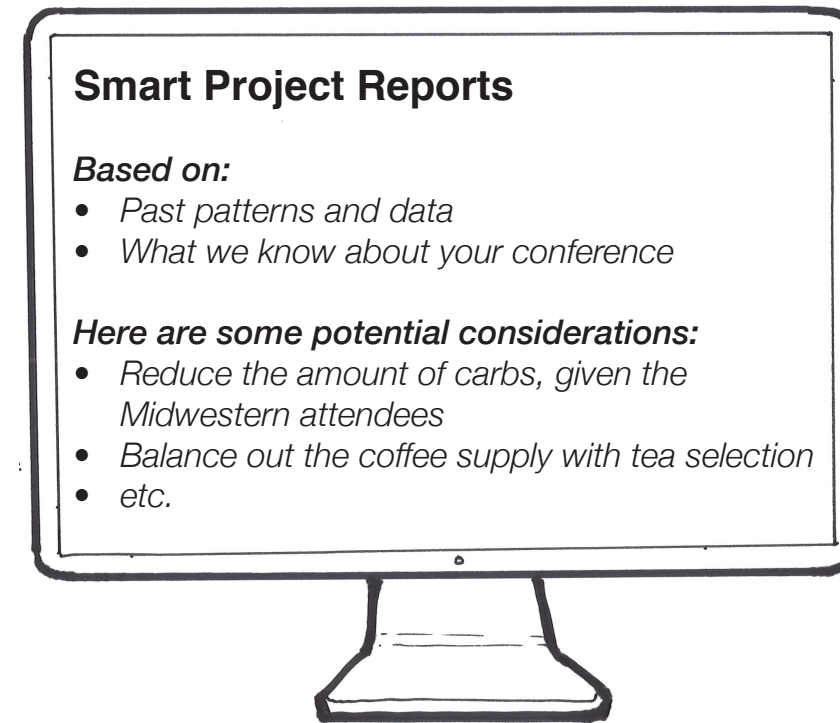 Smart Project Reports
Based on:
• Past patterns and data
• What we know about your conference
Here are some potential considerations:
• Reduce the amount of carbs, given the
Midwestern attendees
• Balance out the coffee supply with tea selection
• etc.